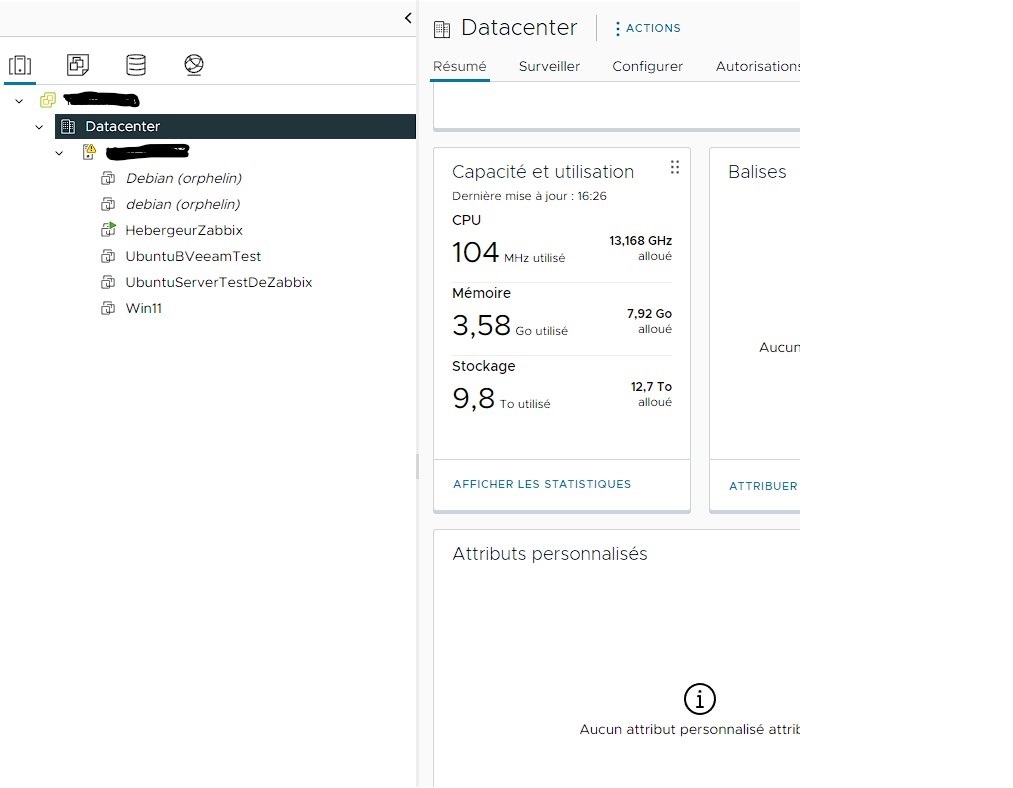 Datacenter
ACTIONS
Résumé Surveiller Configurer Autorisations
Datacenter
Debian (orphelin)
debian (orphelin)
HebergeurZabbix
UbuntuBVeeamTest
UbuntuServerTestDeZabbix
Win11
Capacité et utilisation
Dernière mise à jour : 16:26
CPU
104 MHz utilisé
13,168 GHz
alloué
Mémoire
3,58 Go utilisé
7,92 Go
alloué
Stockage
9,8 To utilisé
12,7 To
alloué
AFFICHER LES STATISTIQUES
Balises
Aucun
ATTRIBUER
Attributs personnalisés
Aucun attribut personnalisé attrib